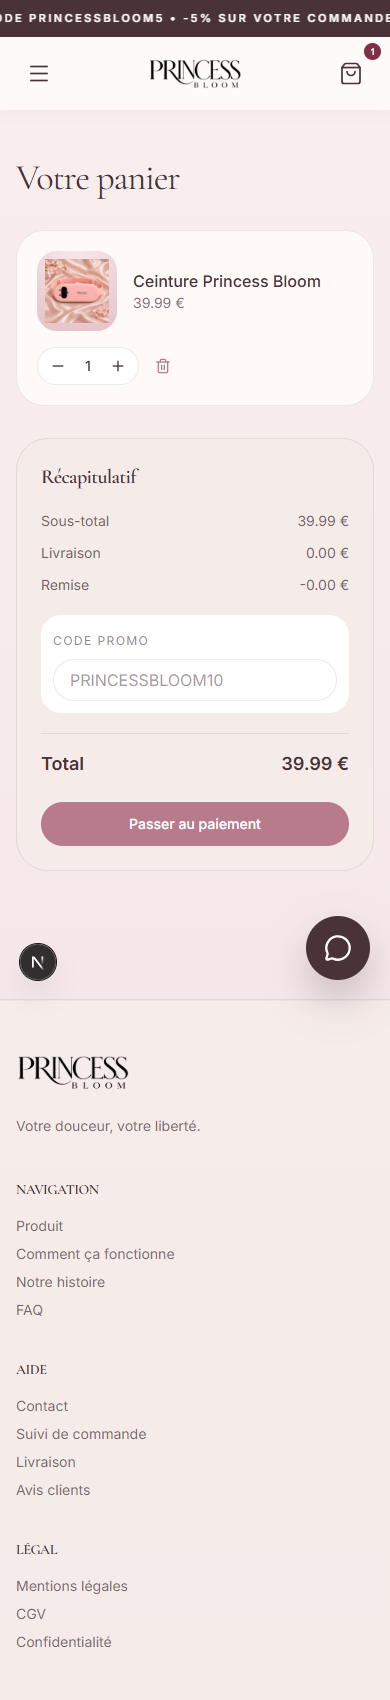 ODE PRINCESSBLOOM5 • -5% SUR VOTRE COMMANDE
PRINCESS
BLOOM
1
Votre panier
Ceinture Princess Bloom
39.99 €
1
Récapitulatif
Sous-total 39.99 €
Livraison 0.00 €
Remise -0.00 €
CODE PROMO
PRINCESSBLOOM10
Total 39.99 €
Passer au paiement
N
PRINCESS
BLOOM
Votre douceur, votre liberté.
NAVIGATION
Produit
Comment ça fonctionne
Notre histoire
FAQ
AIDE
Contact
Suivi de commande
Livraison
Avis clients
LÉGAL
Mentions légales
CGV
Confidentialité